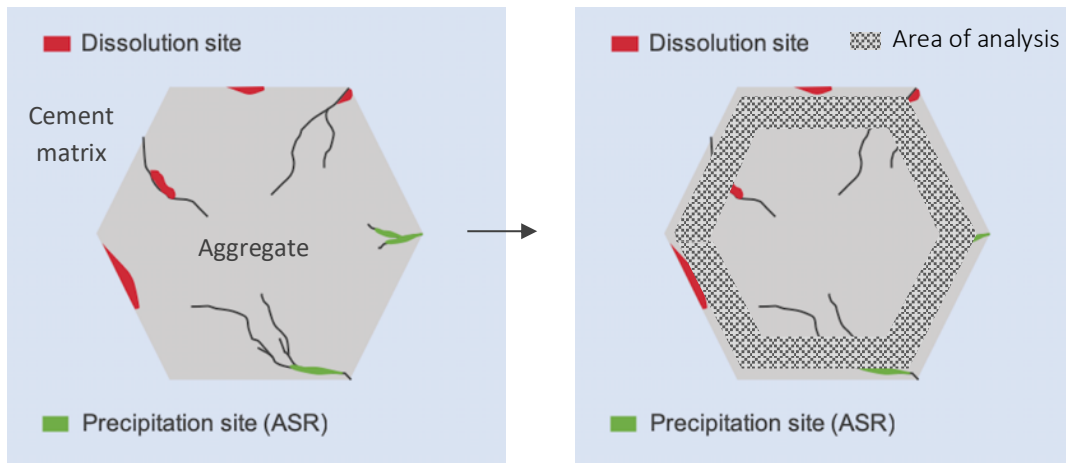 Dissolution site
Cement
matrix
Aggregate
Precipitation site (ASR)
Dissolution site
Area of analysis
Precipitation site (ASR)